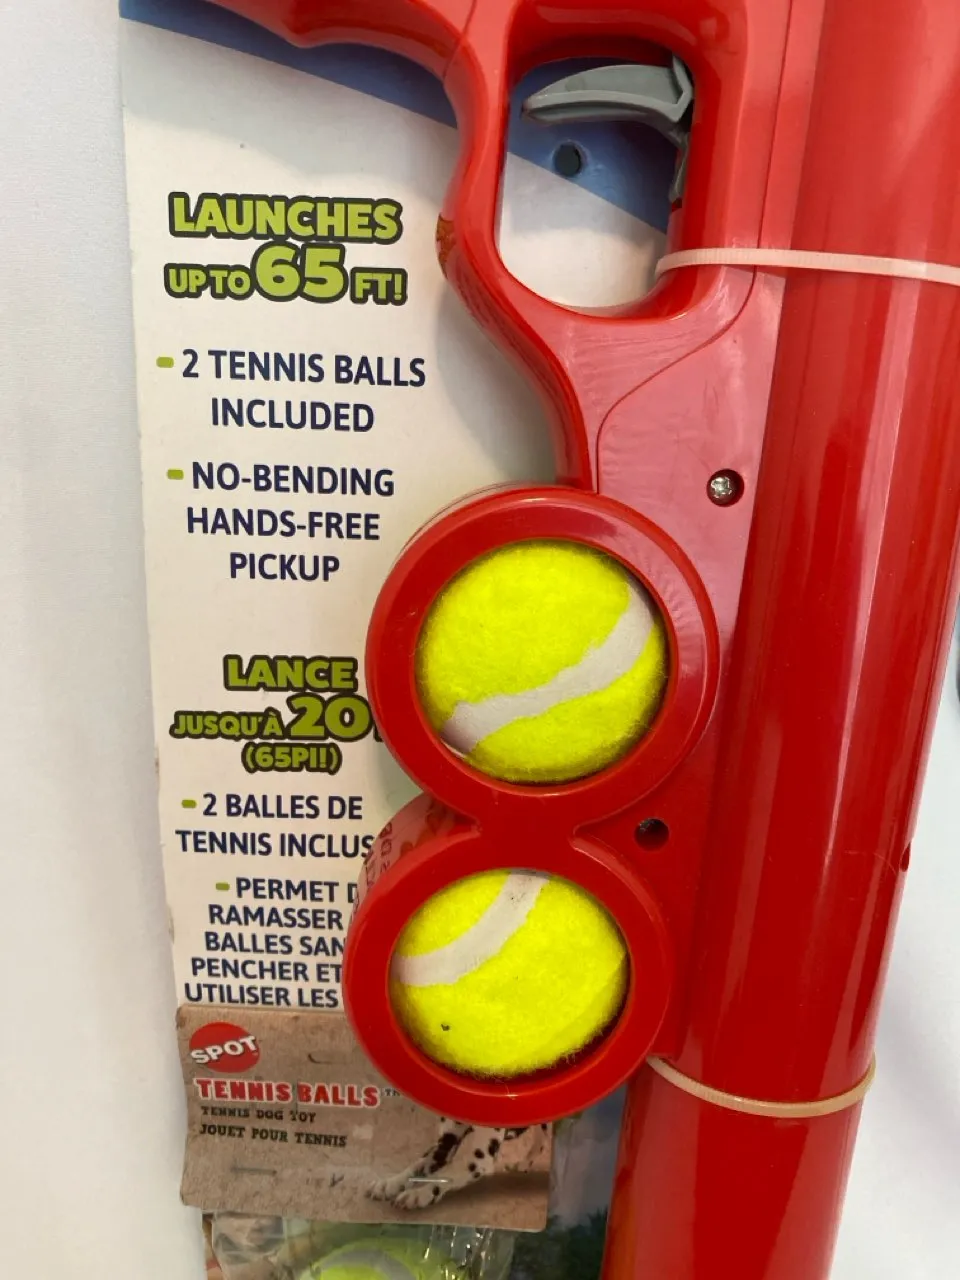 LAUNCHES
UP TO 65 FT!
- 2 TENNIS BALLS
INCLUDED
- NO-BENDING
HANDS-FREE
PICKUP
LANCE
JUSQU'À 20
(65PI!)
- 2 BALLES DE
TENNIS INCLUS
- PERMET
RAMASSER
BALLES SAN
PENCHER ET
UTILISER LES
SPOT
TENNIS BALLS™
TENNIS DOG TOY
JOUET POUR TENNIS